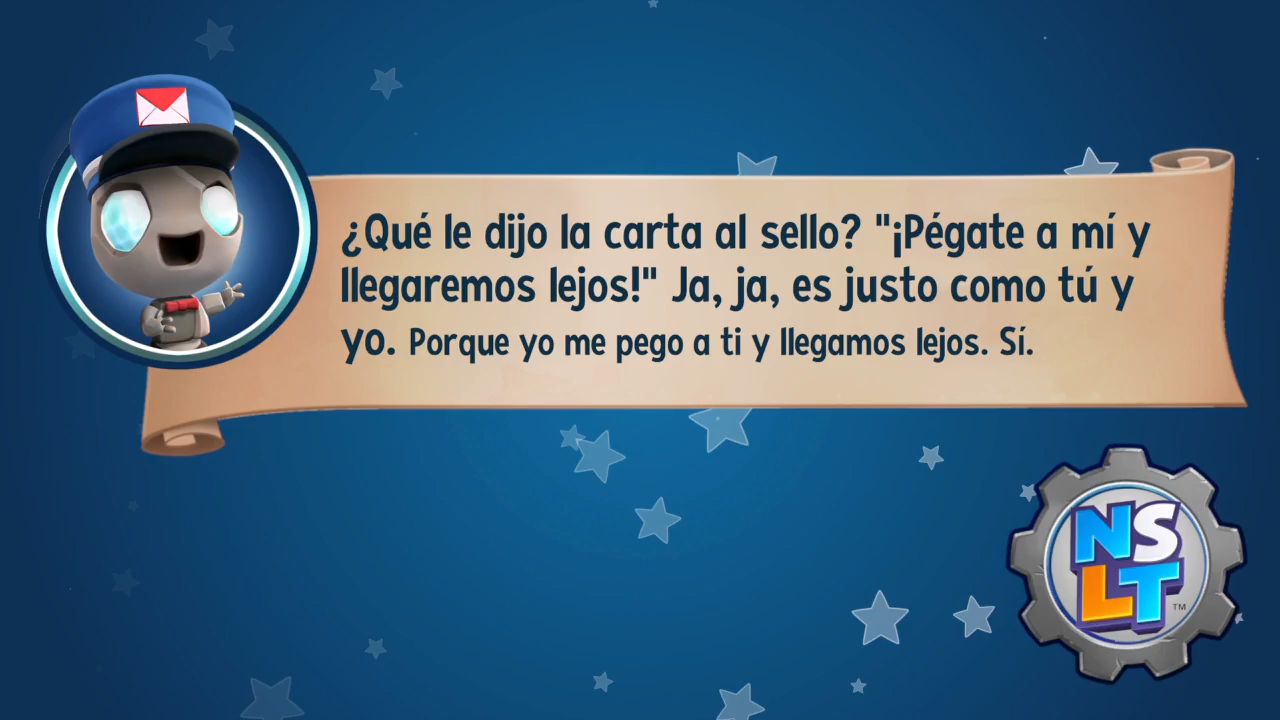 ¿Qué le dijo la carta al sello? "¡Pégate a mí y
llegaremos lejos!" Ja, ja, es justo como tú y
yo. Porque yo me pego a ti y llegamos lejos. Sí.
NS
LT
TM